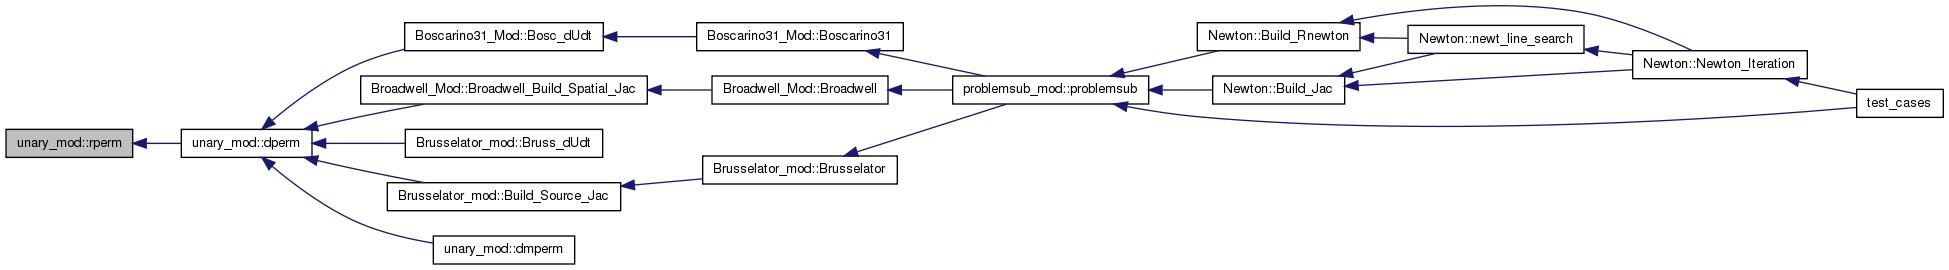 unary_mod::rperm
unary_mod::dperm
Boscarino31_Mod::Bosc_dUdt
Broadwell_Mod::Broadwell_Build_Spatial_Jac
Brusselator_mod::Bruss_dUdt
Brusselator_mod::Build_Source_Jac
unary_mod::dmperm
Boscarino31_Mod::Boscarino31
Broadwell_Mod::Broadwell
Brusselator_mod::Brusselator
problemsub_mod::problemsub
Newton::Build_Rnewton
Newton::Build_Jac
Newton::newt_line_search
Newton::Newton_Iteration
test_cases